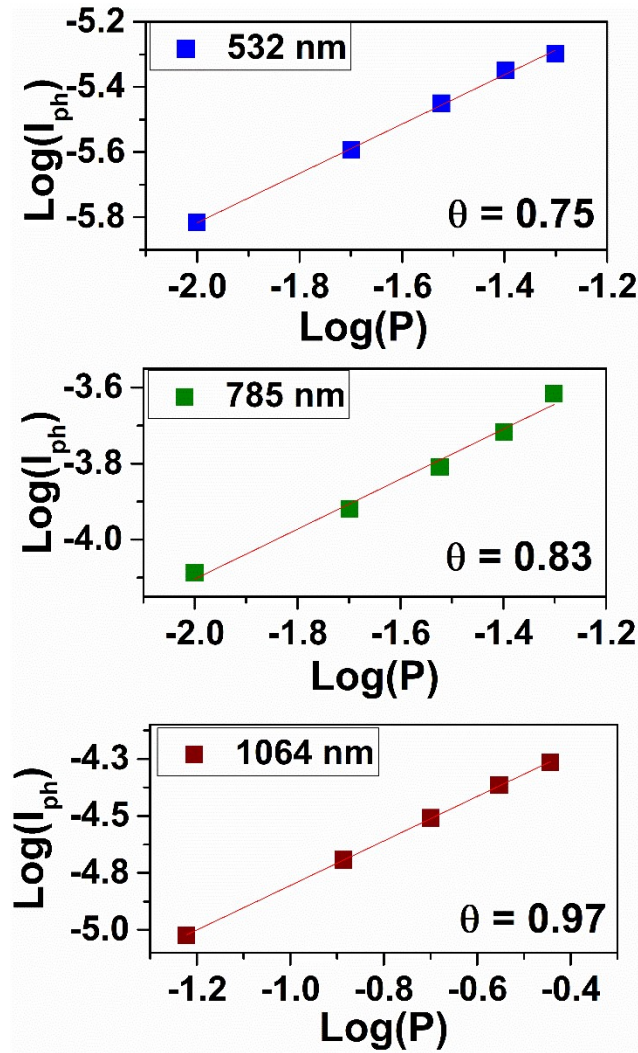 532 nm
Log(I_ph)
-5.2
-5.4
-5.6
-5.8
θ = 0.75
-2.0 -1.8 -1.6 -1.4 -1.2
Log(P)
785 nm
Log(I_ph)
-3.6
-3.8
-4.0
θ = 0.83
-2.0 -1.8 -1.6 -1.4 -1.2
Log(P)
1064 nm
Log(I_ph)
-4.3
-4.5
-4.8
-5.0
θ = 0.97
-1.2 -1.0 -0.8 -0.6 -0.4
Log(P)